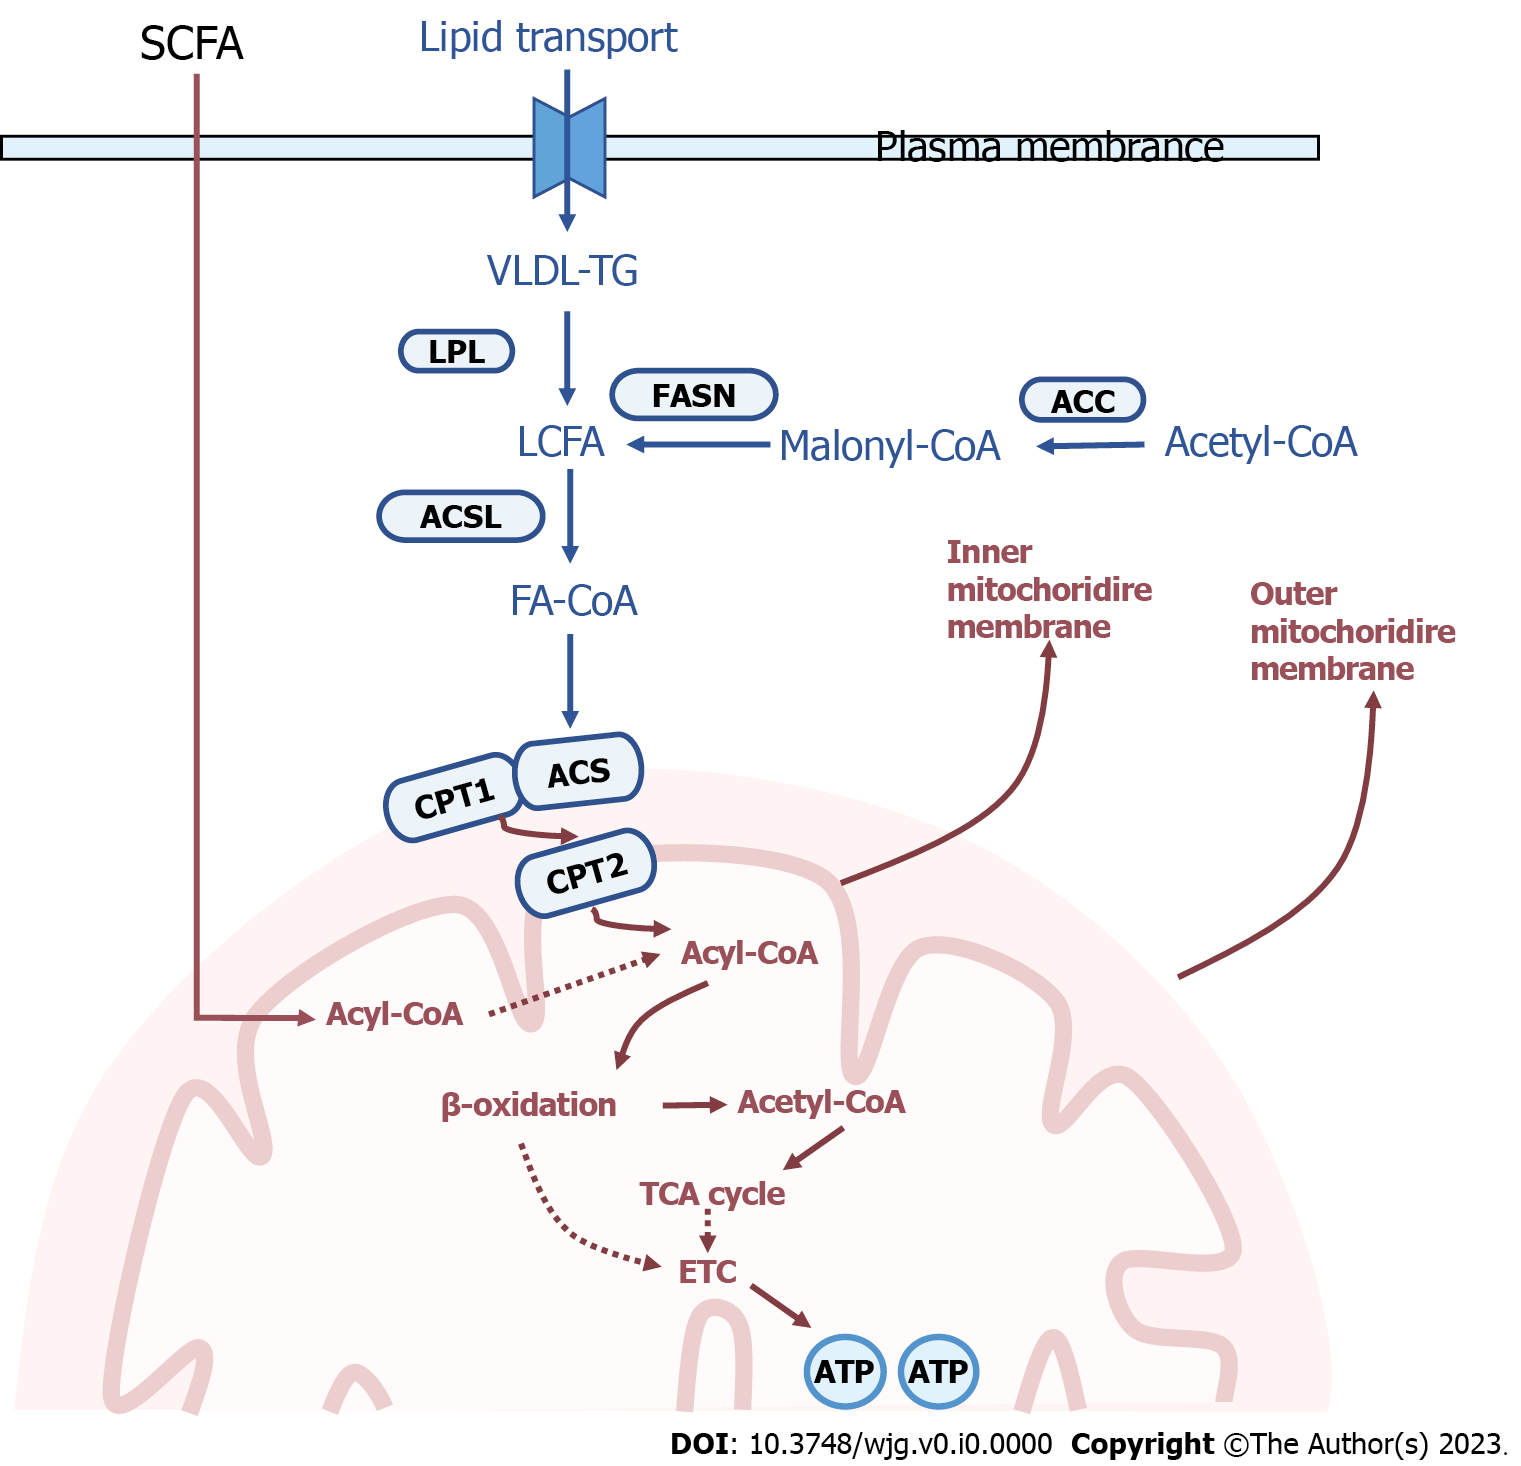 SCFA
Lipid transport
Plasma membrance
VLDL-TG
LPL
FASN
ACC
LCFA
Malonyl-CoA
Acetyl-CoA
ACSL
Inner
mitochoridire
membrane
Outer
mitochoridire
membrane
FA-CoA
CPT1
ACS
CPT2
Acyl-CoA
Acyl-CoA
β-oxidation
Acetyl-CoA
TCA cycle
ETC
ATP
ATP
DOI: 10.3748/wjg.v0.i0.0000 Copyright ©The Author(s) 2023.